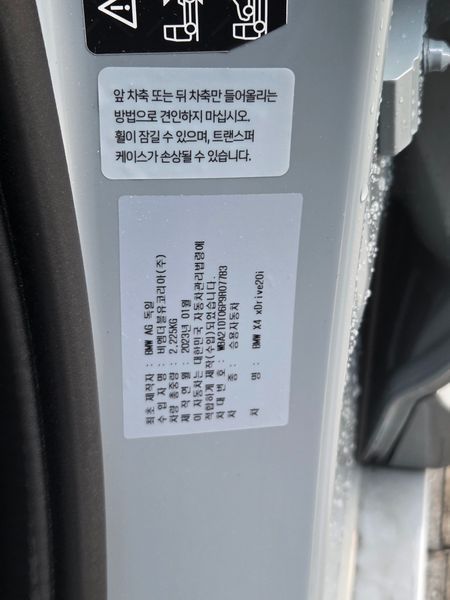 앞 차축 또는 뒤 차축만 들어올리는
방법으로 견인하지 마십시오.
휠이 잠길 수 있으며, 트랜스퍼
케이스가 손상될 수 있습니다.
최초 제작자 : BMW AG 독일
수 입 자 명 : 비엠더블유코리아(주)
차량 총중량 : 2,225KG
제 작 연 월 : 2023년 01월
이 자동차는 대한민국 자동차관리법령에
적합하게 제작(수입)되었습니다.
차 대 번 호 : WBA21DD06P9R07783
차 종 : 승용자동차
차 명 : BMW X4 xDrive20i